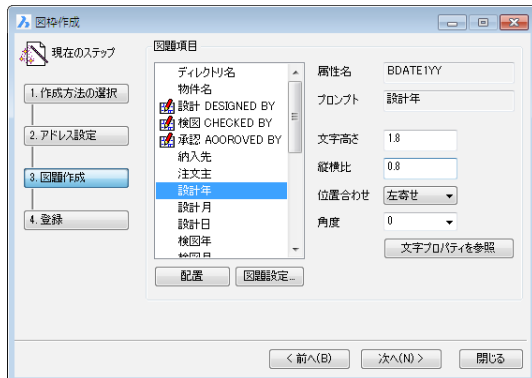 図枠作成
現在のステップ
1.作成方法の選択
2.アドレス設定
3.図題作成
4.登録
図題項目
ディレクトリ名
物件名
設計 DESIGNED BY
検図 CHECKED BY
承認 AOOROVED BY
納入先
注文主
設計年
設計月
設計日
検図年
検図月
配置
図題設定...
属性名
BDATE1YY
プロンプト
設計年
文字高さ
1.8
縦横比
0.8
位置合わせ
左寄せ
角度
0
文字プロパティを参照
< 前へ(B)
次へ(N) >
閉じる